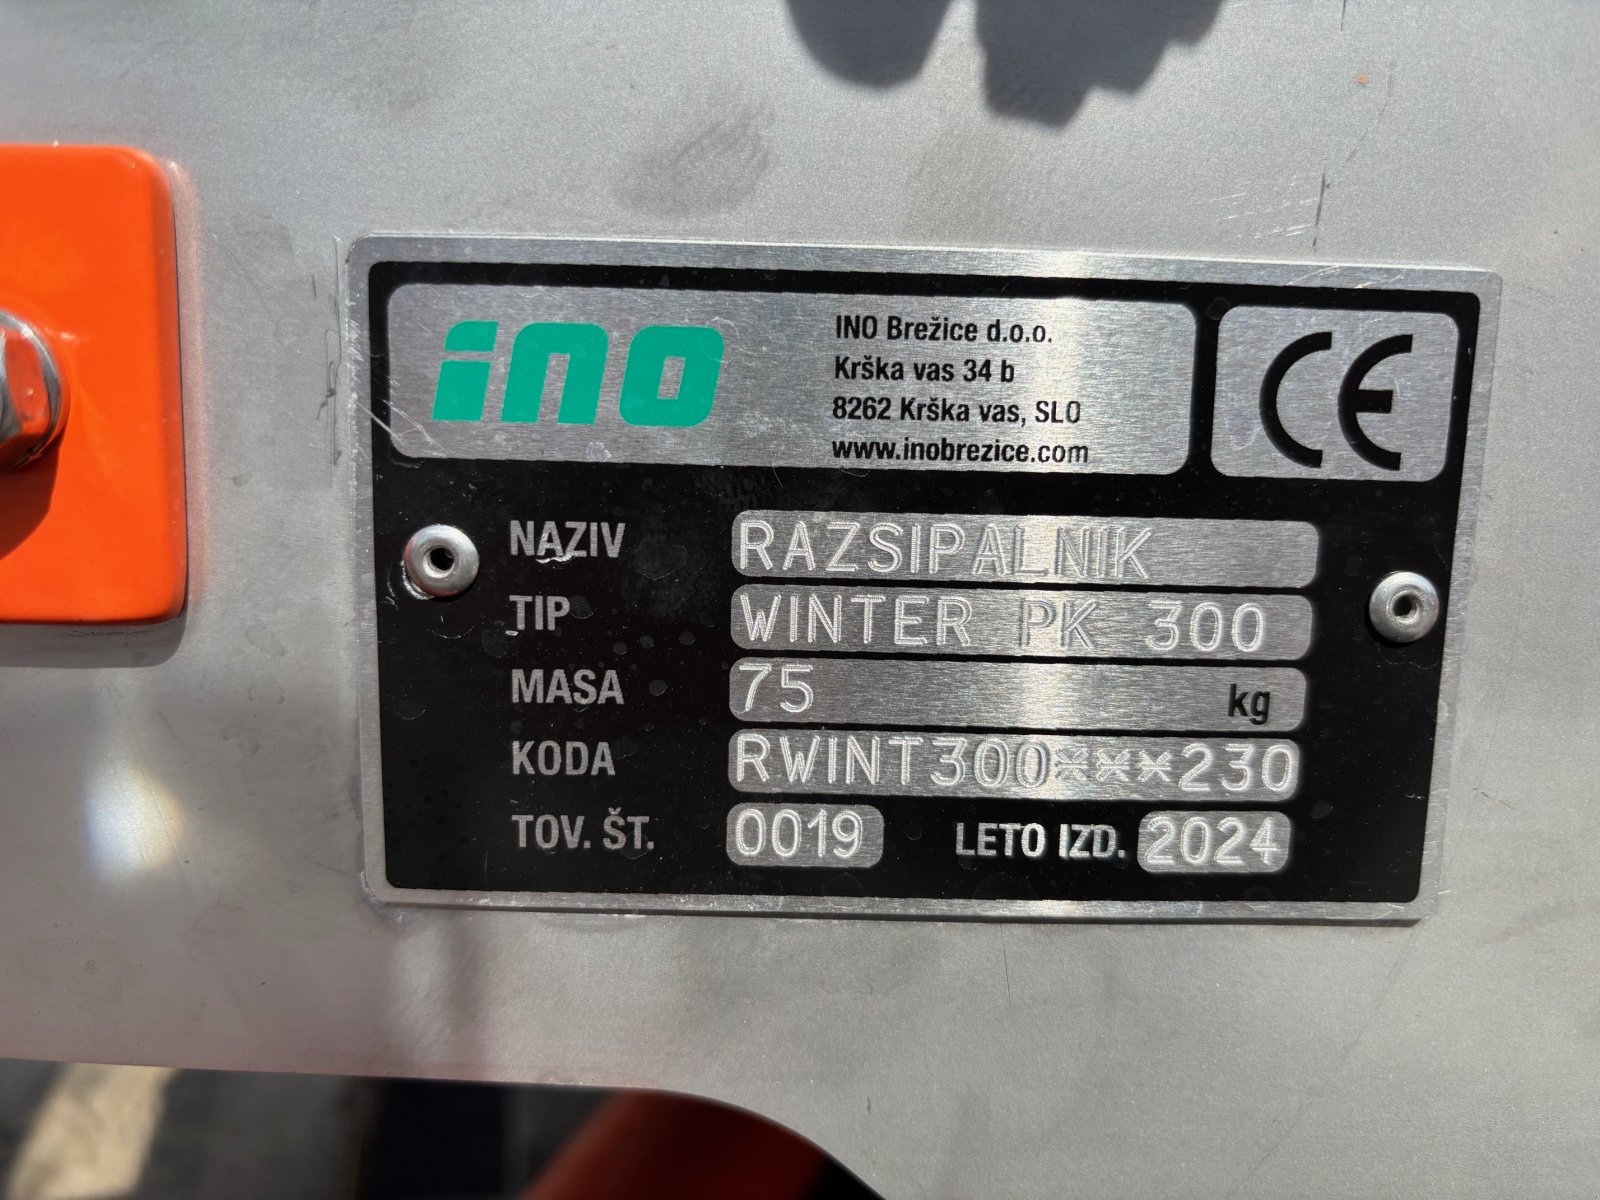 ino
INO Brežice d.o.o.
Krška vas 34 b
8262 Krška vas, SLO
www.inobrezice.com
CE
NAZIV RAZSIPALNIK
TIP WINTER PK 300
MASA 75 kg
KODA RWINT300***230
TOV. ŠT. 0019 LETO IZD. 2024